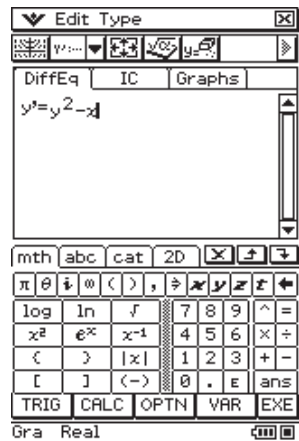 Edit Type
DiffEq IC Graphs
y'=y²-x
mth abc cat 2D
π θ i ∞ ( ) , ⇒ x y z t ←
log ln √ 7 8 9 ^ =
x² eˣ x⁻¹ 4 5 6 × ÷
( ) |x| 1 2 3 + -
[ ] (-) 0 . E ans
TRIG CALC OPTN VAR EXE
Gra Real